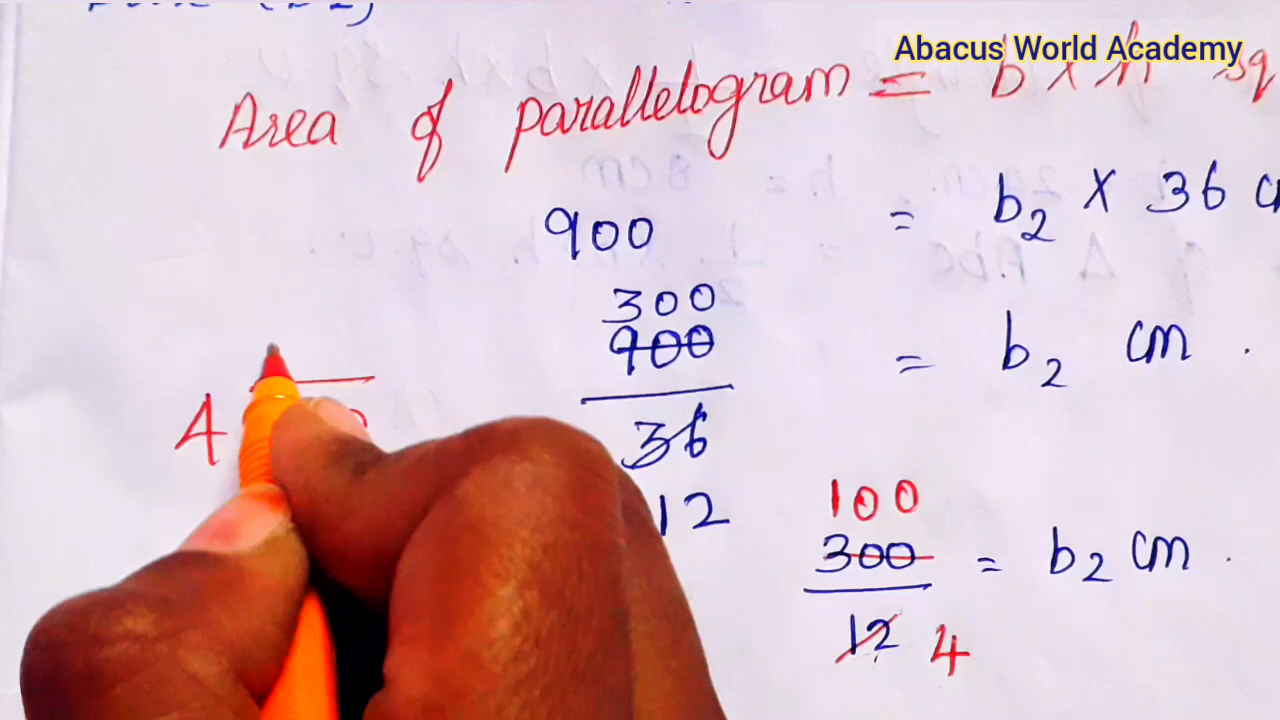 Abacus World Academy
Area of parallelogram = b x h sq
900 = b2 x 36 c
300
900 = b2 cm .
36
12
100
300 = b2 cm .
12 4
4